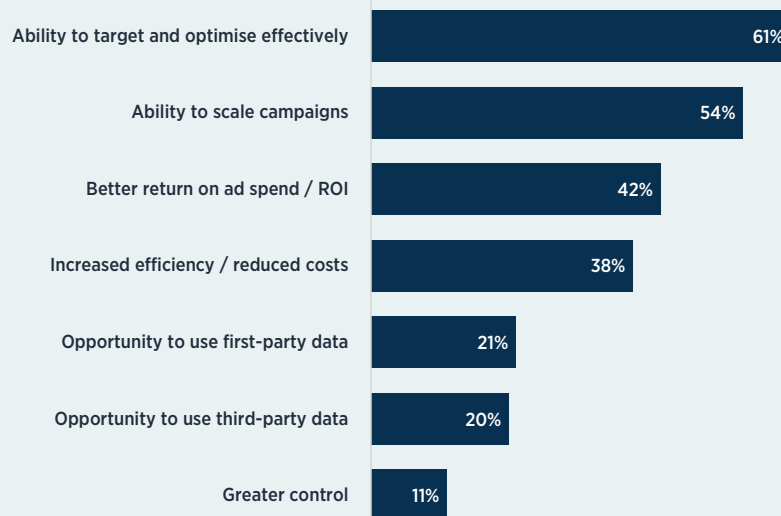 Ability to target and optimise effectively 61%
Ability to scale campaigns 54%
Better return on ad spend / ROI 42%
Increased efficiency / reduced costs 38%
Opportunity to use first-party data 21%
Opportunity to use third-party data 20%
Greater control 11%